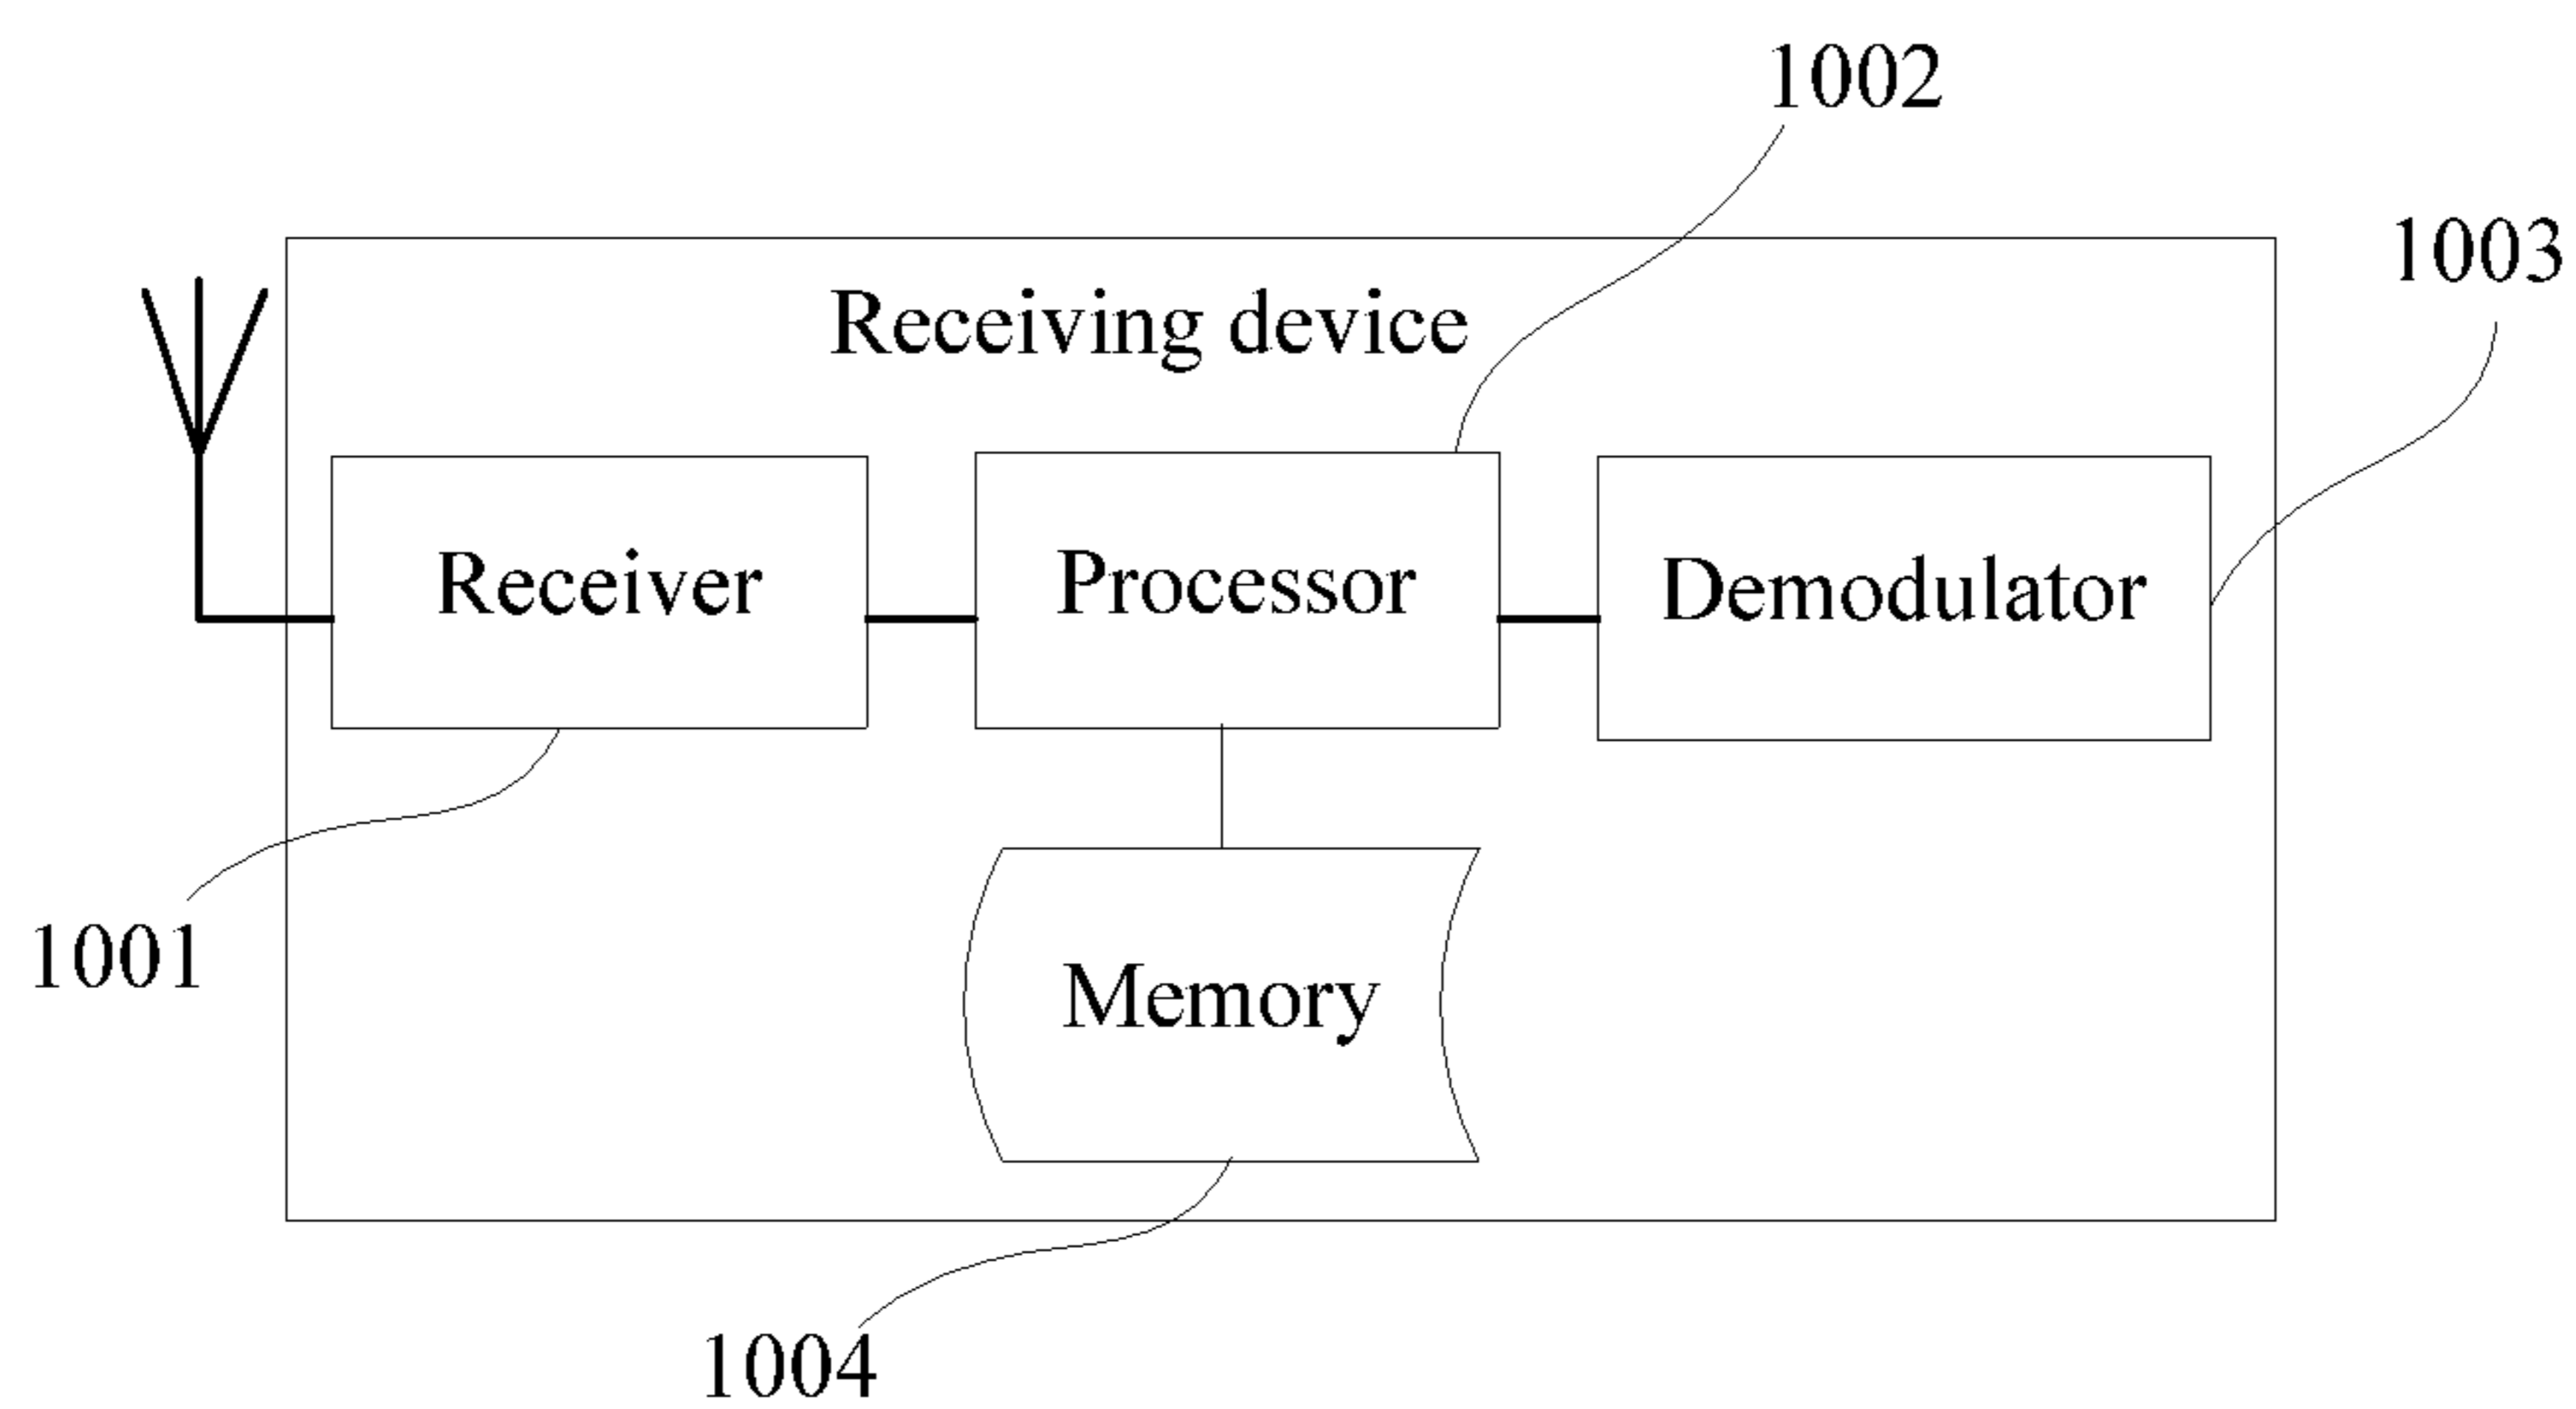 1002
1003
Receiving device
Receiver
Processor
Demodulator
1001
Memory
1004